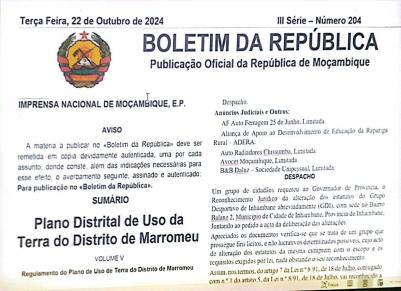 Terça Feira, 22 de Outubro de 2024
III Série – Número 204
BOLETIM DA REPÚBLICA
Publicação Oficial da República de Moçambique
IMPRENSA NACIONAL DE MOÇAMBIQUE, E.P.
AVISO
A matéria a publicar no «Boletim da República» deve ser
remetida em copia devidamente autenticada, uma por cada
assunto, donde conste, além das indicações necessárias para
esse efeito, o averbamento seguinte, assinado e autenticado:
Para publicação no «Boletim da República».
SUMÁRIO
Plano Distrital de Uso da
Terra do Distrito de Marromeu
VOLUME V
Regulamento do Plano de Uso de Terra do Distrito de Marromeu
Despacho.
Anúncios Judiciais e Outros:
AF Auto Ferragem 25 de Junho, Limitada
Aliança de Apoio ao Desenvolvimento de Educação da Rapariga
Rural - ADERA.
Auto Radiadores Chissumba, Limitada
Avocet Moçambique, Limitada.
B&B Daluz – Sociedade Unipessoal, Limitada.
DESPACHO
Um grupo de cidadãos requereu ao Governador de Província, o
Reconhecimento Jurídico da alteração dos estatutos do Grupo
Desportivo de Inhambane abreviante (GDI), com sede no Bairro
Balane 2, Município de Cidade de Inhambane, Província de Inhambane,
Juntando ao pedido a acta da deliberação das alterações
Apreciados os documentos verifica-se que se trata de um grupo que
prossegue fins lícitos, e não lucrativos possíveis, cujo acto
de alteração dos estatutos da mesma cumprem com o escopo e os
requisitos exigidos por lei, nada obstando o seu reconhecimento
Assim, nos termos, do artigo 7 da Lei n.º 8/91, de 18 de Julho, conjugado
com n.º 1 do artigo 5, da Lei n.º 8/91, de 18 de Julho, vai reconhecido a